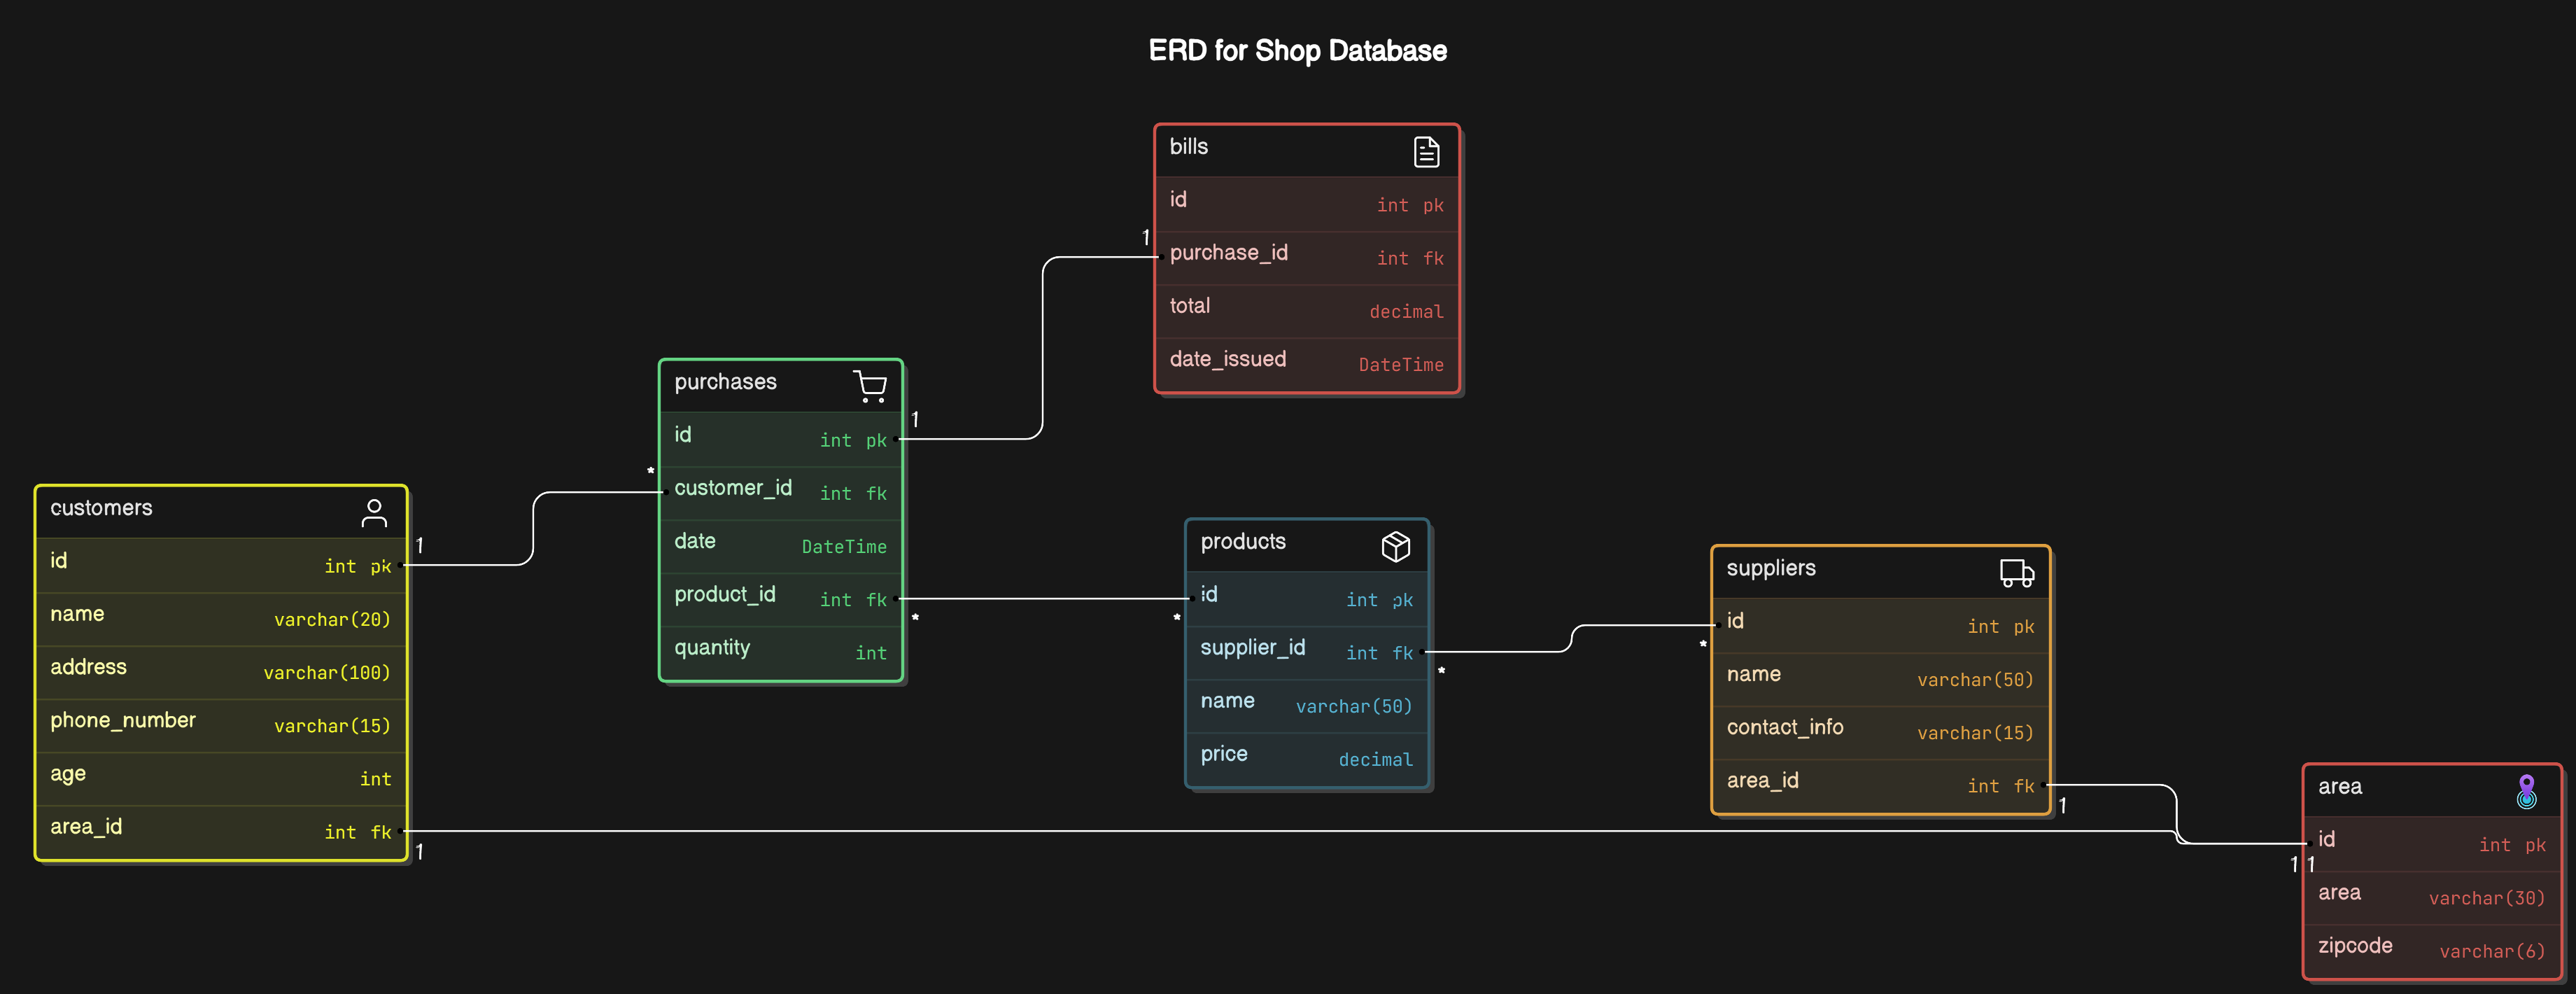 ERD for Shop Database
bills
id int pk
1
purchase_id int fk
total decimal
date_issued DateTime
purchases
1
id int pk
*
customer_id int fk
date DateTime
product_id int fk
*
quantity int
customers
1
id int pk
name varchar(20)
address varchar(100)
phone_number varchar(15)
age int
area_id int fk
1
products
id int pk
*
supplier_id int fk
*
name varchar(50)
price decimal
suppliers
id int pk
*
name varchar(50)
contact_info varchar(15)
area_id int fk
1
area
id int pk
1 1
area varchar(30)
zipcode varchar(6)